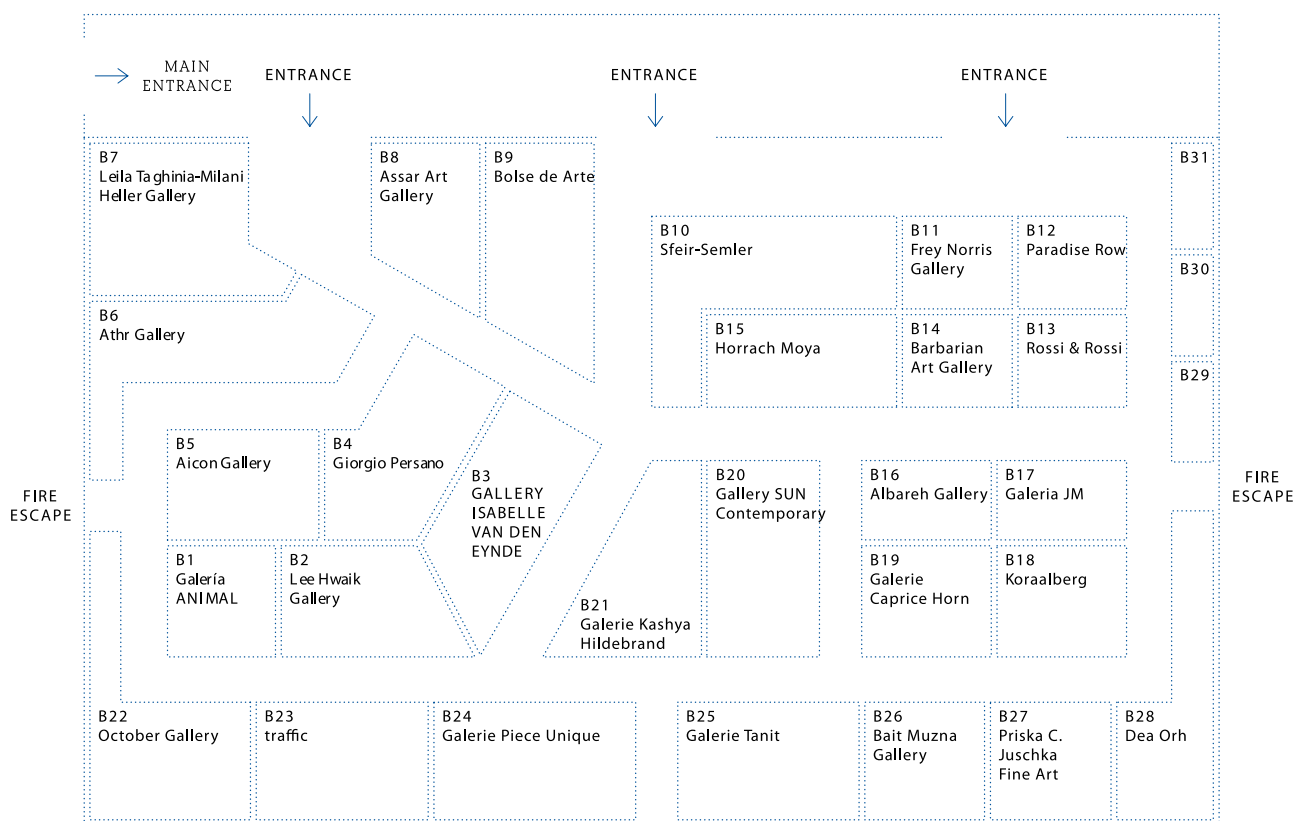 MAIN
ENTRANCE
ENTRANCE
ENTRANCE
ENTRANCE
B7
Leila Taghinia-Milani
Heller Gallery
B8
Assar Art
Gallery
B9
Bolse de Arte
B31
B10
Sfeir-Semler
B11
Frey Norris
Gallery
B12
Paradise Row
B30
B6
Athr Gallery
B15
Horrach Moya
B14
Barbarian
Art Gallery
B13
Rossi & Rossi
B29
B5
Aicon Gallery
B4
Giorgio Persano
B3
GALLERY
ISABELLE
VAN DEN
EYNDE
B20
Gallery SUN
Contemporary
B16
Albareh Gallery
B17
Galeria JM
FIRE
ESCAPE
FIRE
ESCAPE
B1
Galería
ANIMAL
B2
Lee Hwaik
Gallery
B21
Galerie Kashya
Hildebrand
B19
Galerie
Caprice Horn
B18
Koraalberg
B22
October Gallery
B23
traffic
B24
Galerie Piece Unique
B25
Galerie Tanit
B26
Bait Muzna
Gallery
B27
Priska C.
Juschka
Fine Art
B28
Dea Orh